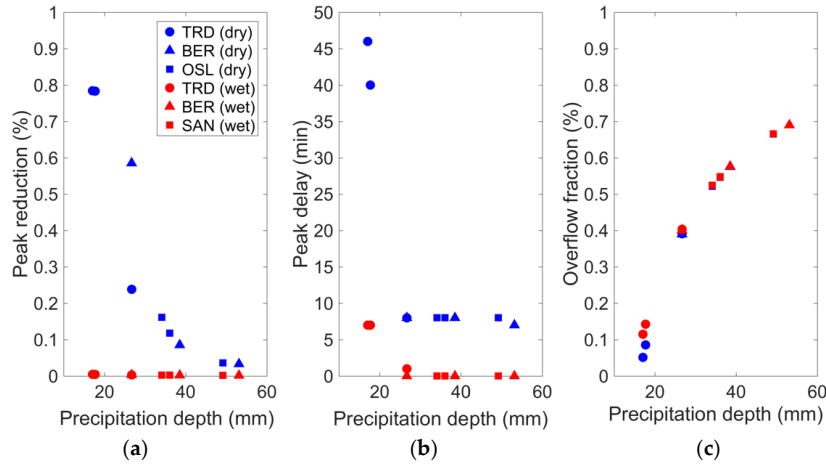 1
0.9
0.8
0.7
0.6
0.5
0.4
0.3
0.2
0.1
0
20
40
60
Peak reduction (%)
Precipitation depth (mm)
TRD (dry)
BER (dry)
OSL (dry)
TRD (wet)
BER (wet)
SAN (wet)
(a)
50
45
40
35
30
25
20
15
10
5
0
20
40
60
Peak delay (min)
Precipitation depth (mm)
(b)
1
0.9
0.8
0.7
0.6
0.5
0.4
0.3
0.2
0.1
0
20
40
60
Overflow fraction (%)
Precipitation depth (mm)
(c)